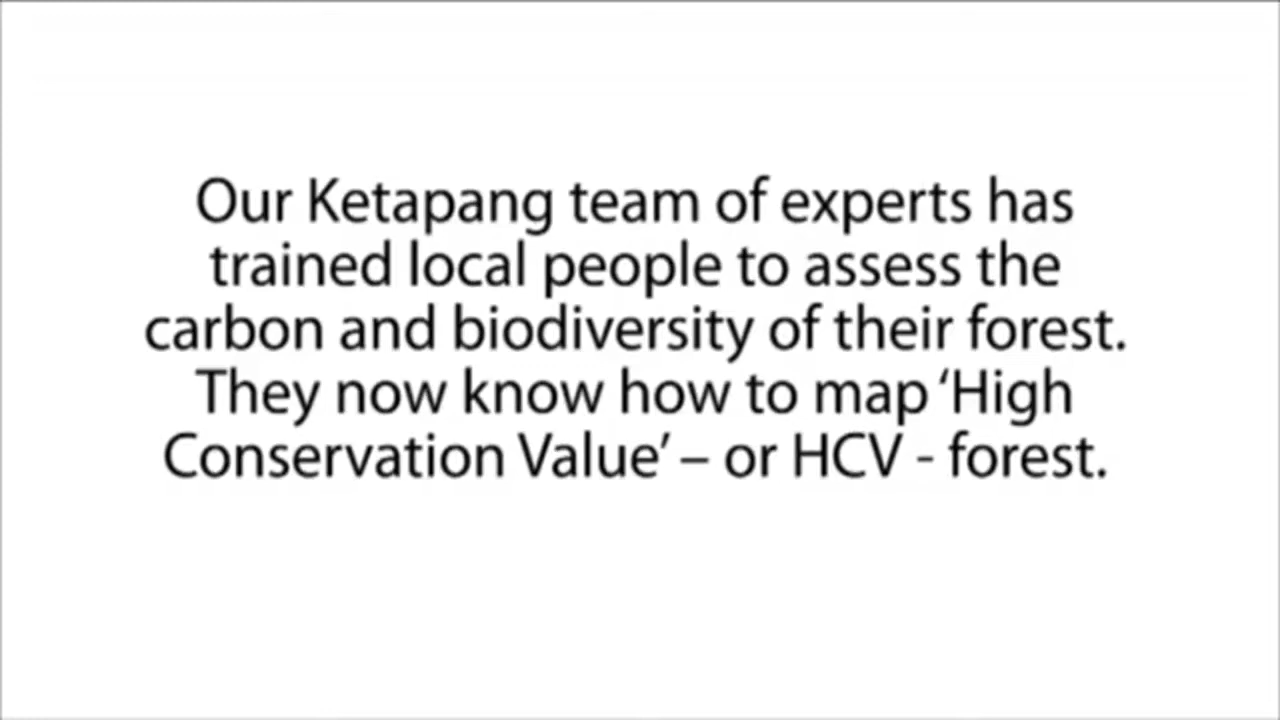 Our Ketapang team of experts has
trained local people to assess the
carbon and biodiversity of their forest.
They now know how to map ‘High
Conservation Value’ – or HCV - forest.